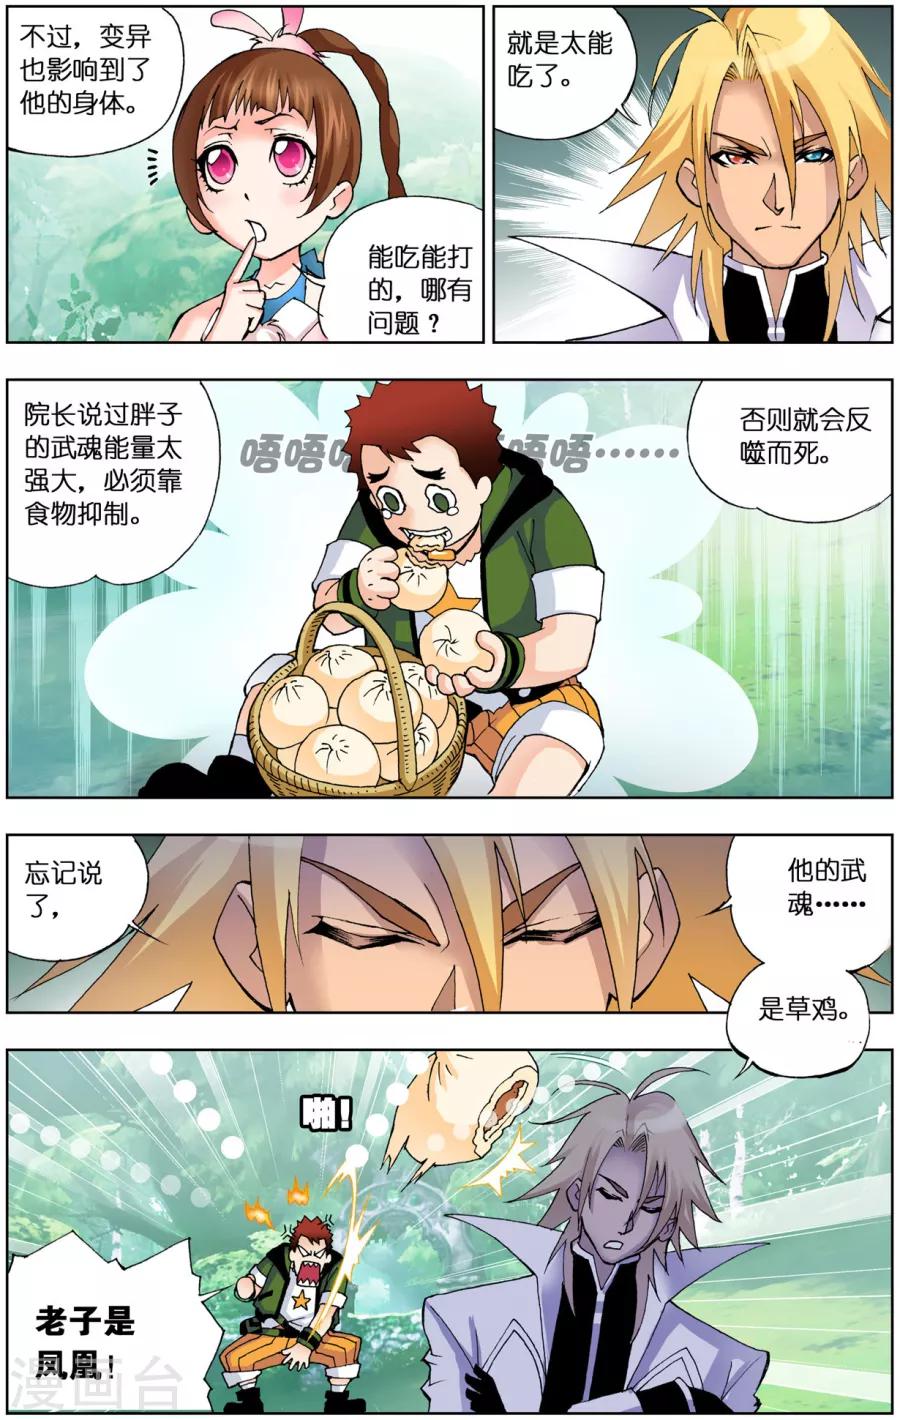 不过，变异
也影响到了
他的身体。
能吃能打
的，哪有
问题？
就是太能
吃了。
院长说过胖子
的武魂能量太
强大，必须靠
食物抑制。
唔唔
唔唔……
否则就会反
噬而死。
忘记说
了，
他的武
魂……
是草鸡。
啪！
老子是
凤凰！
漫画台